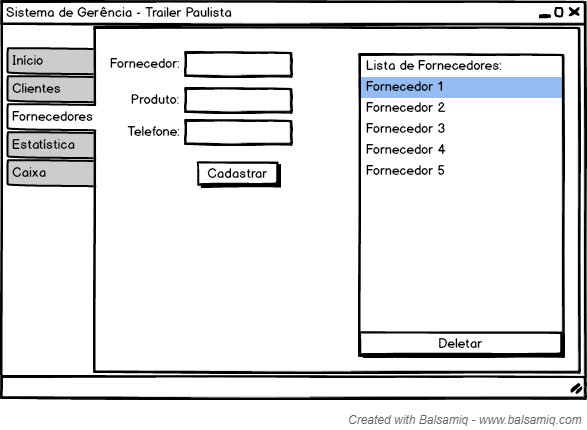 Sistema de Gerência - Trailer Paulista
Início
Clientes
Fornecedores
Estatística
Caixa
Fornecedor:
Produto:
Telefone:
Cadastrar
Lista de Fornecedores:
Fornecedor 1
Fornecedor 2
Fornecedor 3
Fornecedor 4
Fornecedor 5
Deletar
Created with Balsamiq - www.balsamiq.com